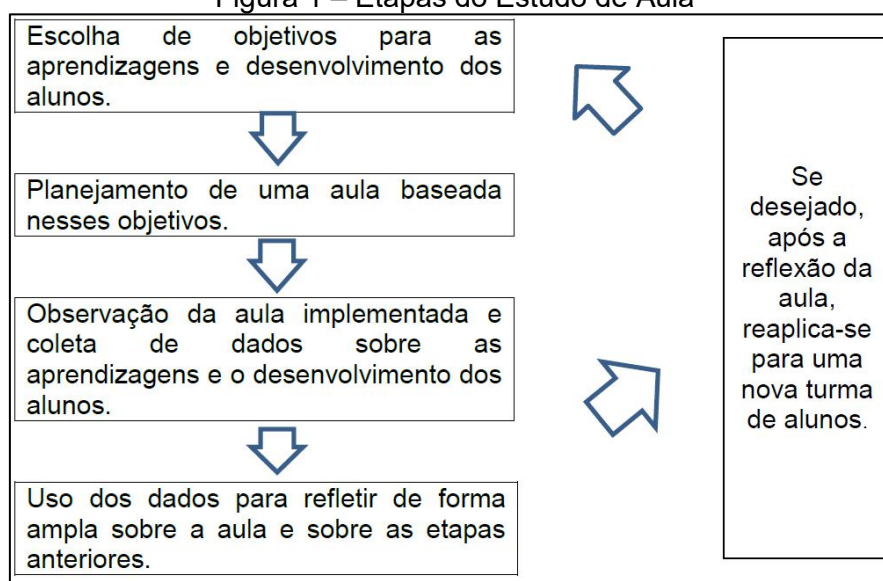 Figura 1 – Etapas do Estudo de Aula
Escolha de objetivos para as
aprendizagens e desenvolvimento dos
alunos.
Planejamento de uma aula baseada
nesses objetivos.
Observação da aula implementada e
coleta de dados sobre as
aprendizagens e o desenvolvimento dos
alunos.
Uso dos dados para refletir de forma
ampla sobre a aula e sobre as etapas
anteriores.
Se
desejado,
após a
reflexão da
aula,
reaplica-se
para uma
nova turma
de alunos.